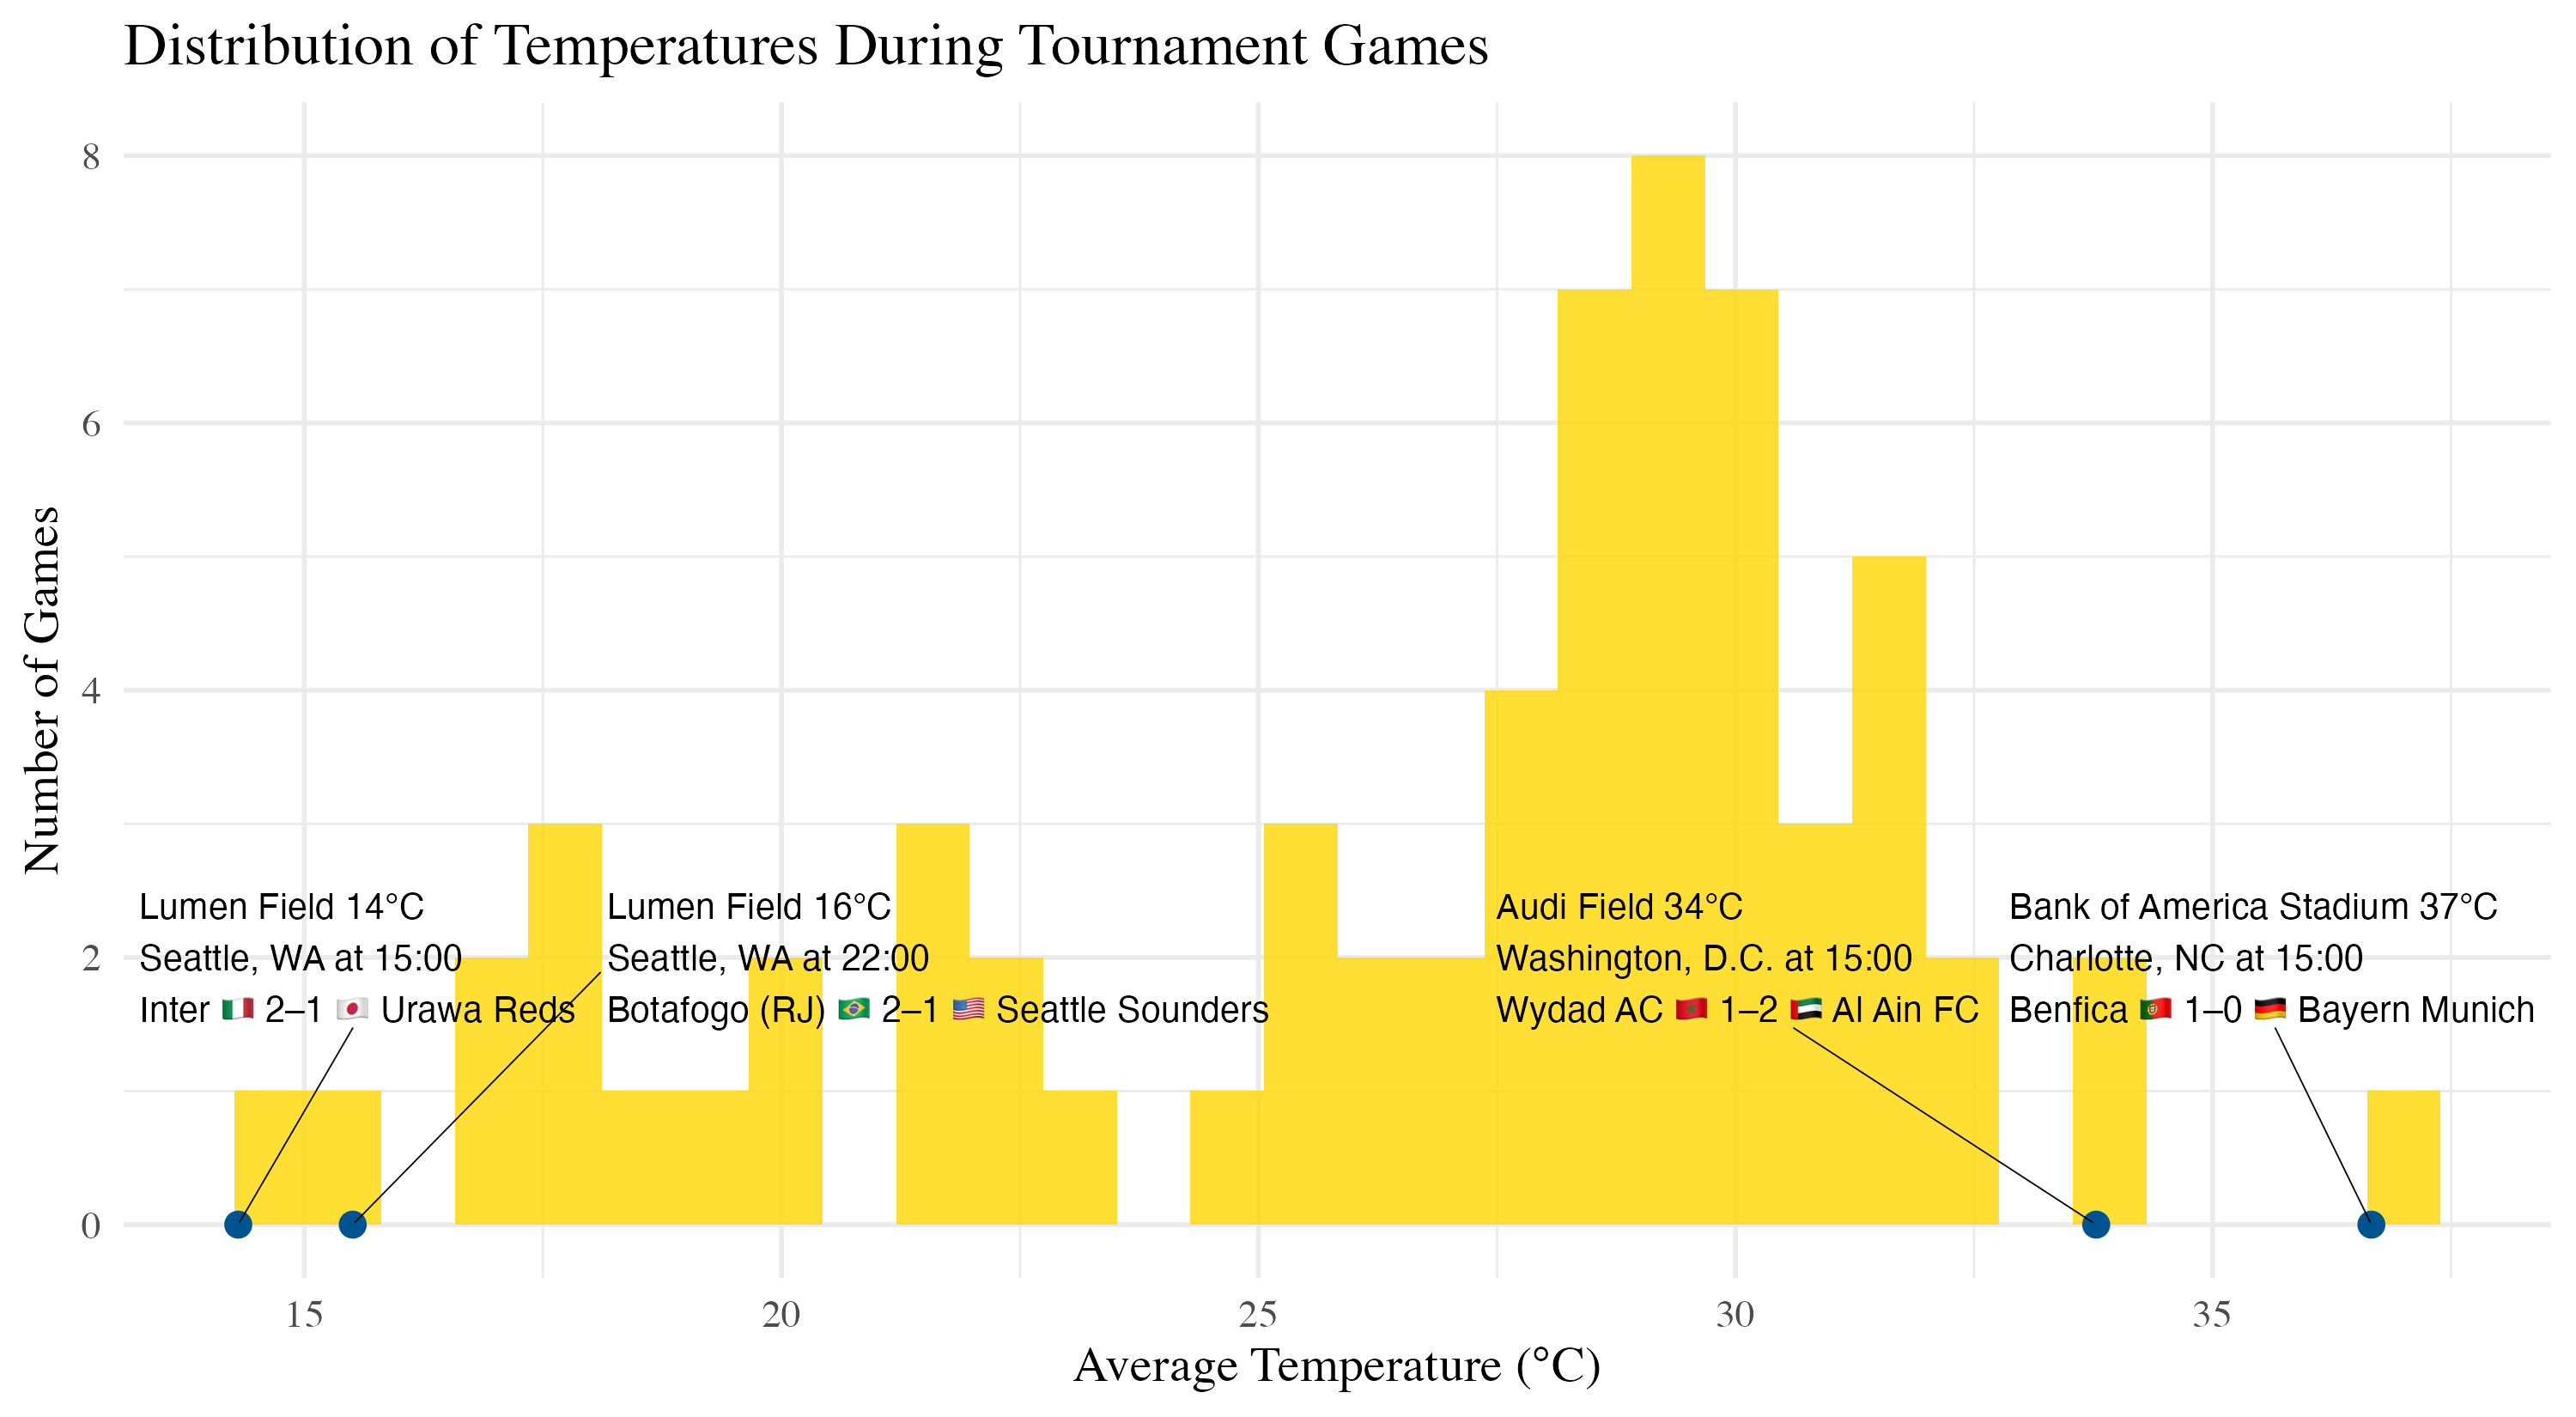 Distribution of Temperatures During Tournament Games
Number of Games
8
6
4
2
0
Lumen Field 14°C
Seattle, WA at 15:00
Inter 🇮🇹 2–1 🇯🇵 Urawa Reds
Lumen Field 16°C
Seattle, WA at 22:00
Botafogo (RJ) 🇧🇷 2–1 🇺🇸 Seattle Sounders
Audi Field 34°C
Washington, D.C. at 15:00
Wydad AC 🇲🇦 1–2 🇦🇪 Al Ain FC
Bank of America Stadium 37°C
Charlotte, NC at 15:00
Benfica 🇵🇹 1–0 🇩🇪 Bayern Munich
15
20
25
30
35
Average Temperature (°C)